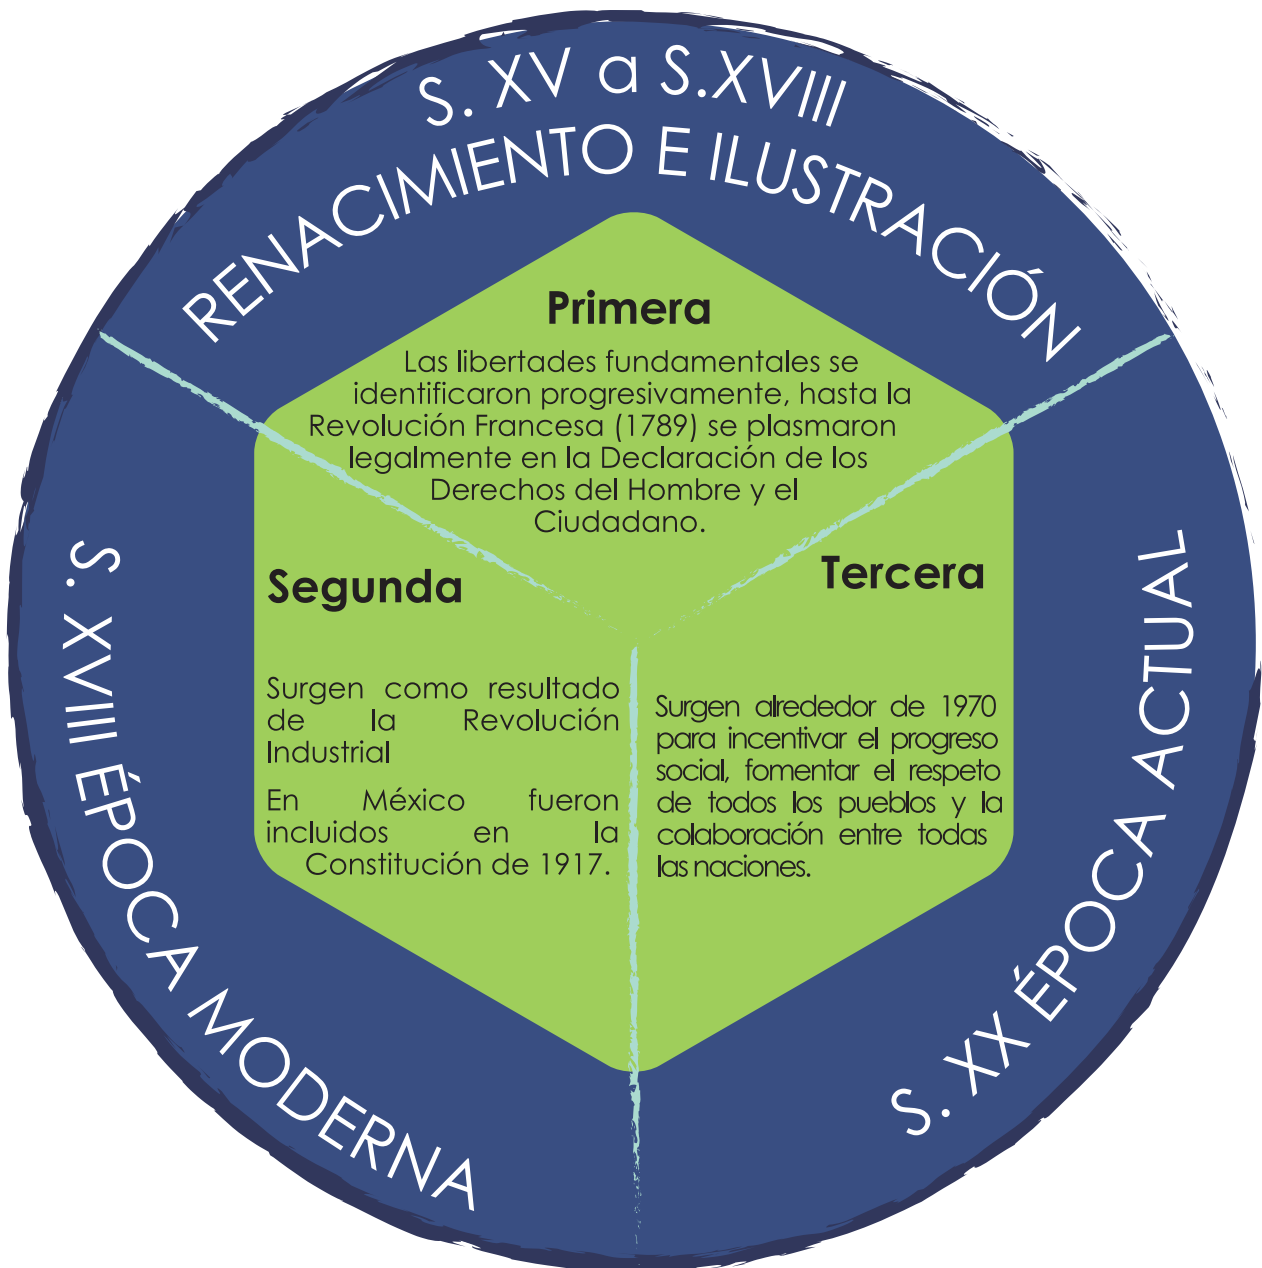 S. XV a S.XVIII
RENACIMIENTO E ILUSTRACIÓN
Primera
Las libertades fundamentales se
identificaron progresivamente, hasta la
Revolución Francesa (1789) se plasmaron
legalmente en la Declaración de los
Derechos del Hombre y el
Ciudadano.
S. XVIII ÉPOCA MODERNA
Segunda
Surgen como resultado
de la Revolución
Industrial
En México fueron
incluidos en la
Constitución de 1917.
Tercera
Surgen alrededor de 1970
para incentivar el progreso
social, fomentar el respeto
de todos los pueblos y la
colaboración entre todas
las naciones.
S. XX ÉPOCA ACTUAL